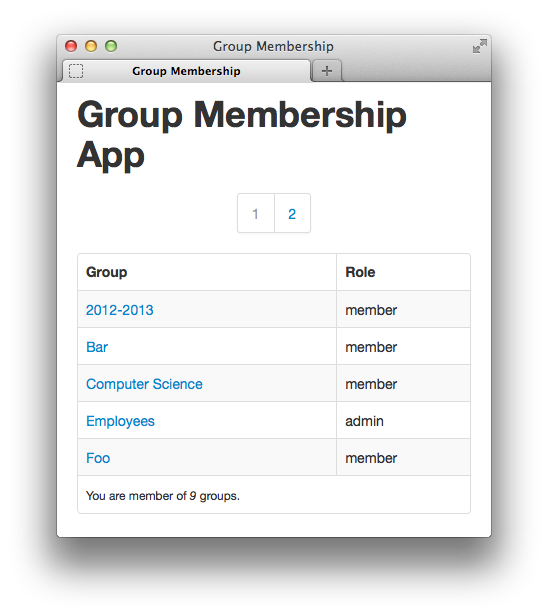 Group Membership
Group Membership
Group Membership
App
1 2
Group Role
2012-2013 member
Bar member
Computer Science member
Employees admin
Foo member
You are member of 9 groups.